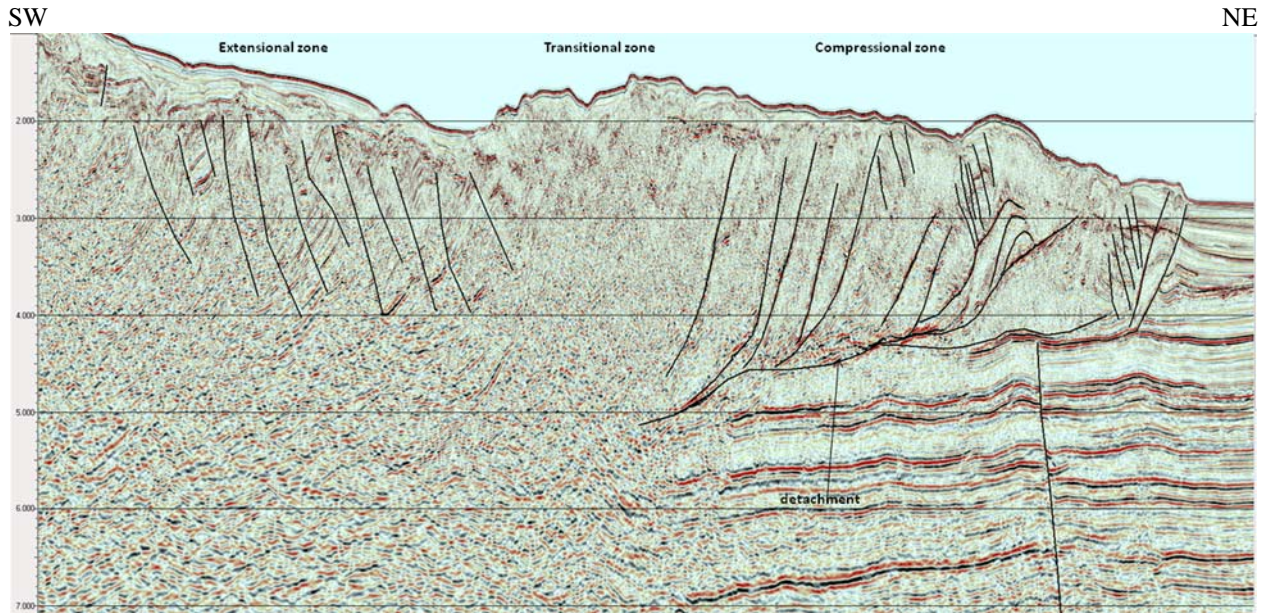 SW NE
Extensional zone Transitional zone Compressional zone
2.000
3.000
4.000
5.000
detachment
6.000
7.000